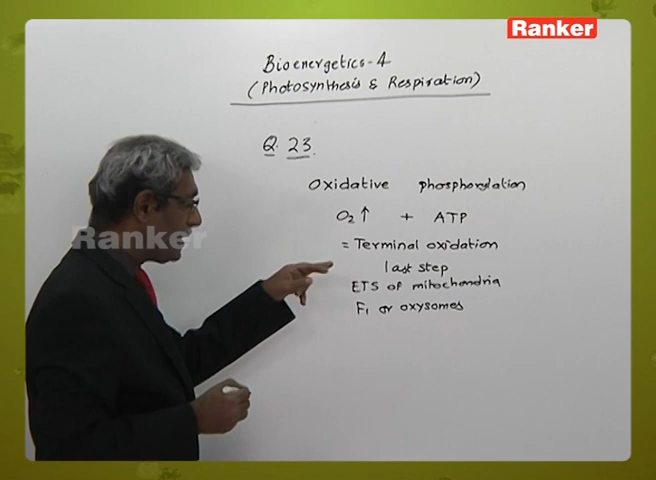 Ranker
Bioenergetics-4
(Photosynthesis & Respiration)
Q. 23.
Oxidative phosphorylation
O₂↑ + ATP
= Terminal oxidation
last step
ETS of mitochondria
F₁ or oxysomes
Ranker